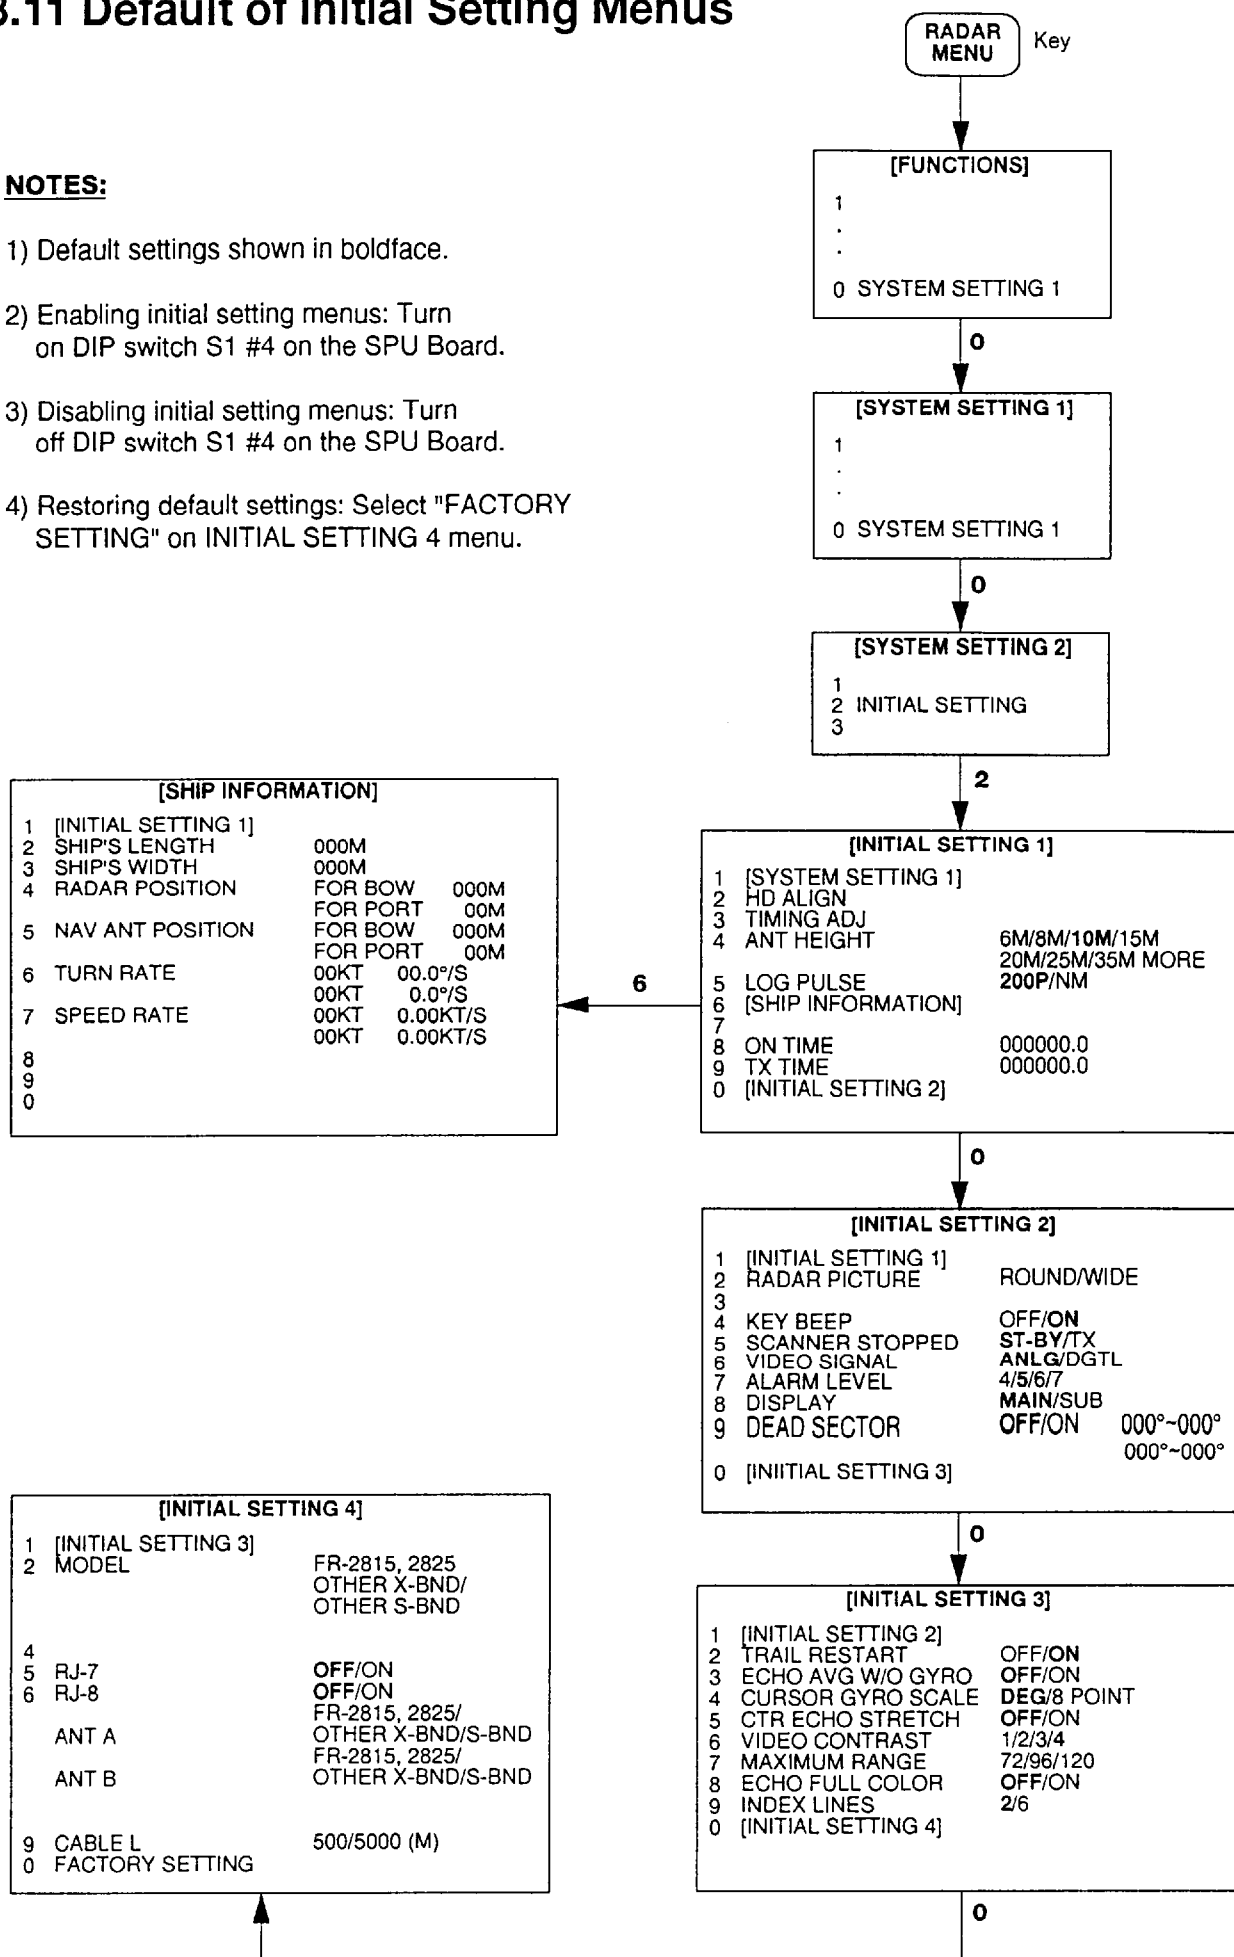 3.11 Default of Initial Setting Menus
RADAR
MENU
Key
NOTES:
1) Default settings shown in boldface.
2) Enabling initial setting menus: Turn
on DIP switch S1 #4 on the SPU Board.
3) Disabling initial setting menus: Turn
off DIP switch S1 #4 on the SPU Board.
4) Restoring default settings: Select "FACTORY
SETTING" on INITIAL SETTING 4 menu.
[FUNCTIONS]
1
.
.
0 SYSTEM SETTING 1
0
[SYSTEM SETTING 1]
1
.
.
0 SYSTEM SETTING 1
0
[SYSTEM SETTING 2]
1
2 INITIAL SETTING
3
2
[INITIAL SETTING 1]
1 [SYSTEM SETTING 1]
2 HD ALIGN
3 TIMING ADJ
4 ANT HEIGHT 6M/8M/10M/15M
20M/25M/35M MORE
5 LOG PULSE 200P/NM
6 [SHIP INFORMATION]
7
8 ON TIME 000000.0
9 TX TIME 000000.0
0 [INITIAL SETTING 2]
6
[SHIP INFORMATION]
1 [INITIAL SETTING 1]
2 SHIP'S LENGTH 000M
3 SHIP'S WIDTH 000M
4 RADAR POSITION FOR BOW 000M
FOR PORT 00M
5 NAV ANT POSITION FOR BOW 000M
FOR PORT 00M
6 TURN RATE 00KT 00.0°/S
00KT 0.0°/S
7 SPEED RATE 00KT 0.00KT/S
00KT 0.00KT/S
8
9
0
0
[INITIAL SETTING 2]
1 [INITIAL SETTING 1]
2 RADAR PICTURE ROUND/WIDE
3
4 KEY BEEP OFF/ON
5 SCANNER STOPPED ST-BY/TX
6 VIDEO SIGNAL ANLG/DGTL
7 ALARM LEVEL 4/5/6/7
8 DISPLAY MAIN/SUB
9 DEAD SECTOR OFF/ON 000°~000°
000°~000°
0 [INIITIAL SETTING 3]
0
[INITIAL SETTING 3]
1 [INITIAL SETTING 2]
2 TRAIL RESTART OFF/ON
3 ECHO AVG W/O GYRO OFF/ON
4 CURSOR GYRO SCALE DEG/8 POINT
5 CTR ECHO STRETCH OFF/ON
6 VIDEO CONTRAST 1/2/3/4
7 MAXIMUM RANGE 72/96/120
8 ECHO FULL COLOR OFF/ON
9 INDEX LINES 2/6
0 [INITIAL SETTING 4]
0
[INITIAL SETTING 4]
1 [INITIAL SETTING 3]
2 MODEL FR-2815, 2825
OTHER X-BND/
OTHER S-BND
4
5 RJ-7 OFF/ON
6 RJ-8 OFF/ON
FR-2815, 2825/
ANT A OTHER X-BND/S-BND
FR-2815, 2825/
ANT B OTHER X-BND/S-BND
9 CABLE L 500/5000 (M)
0 FACTORY SETTING